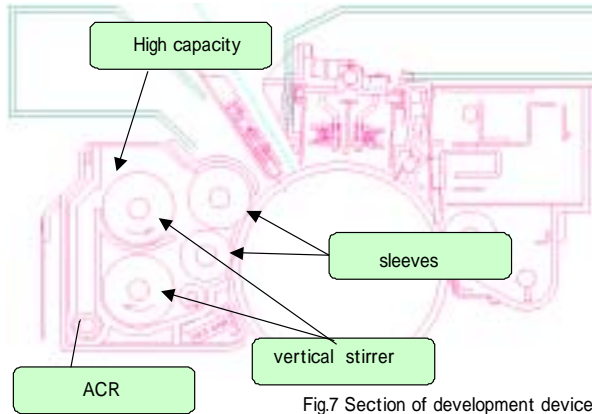 High capacity
sleeves
vertical stirrer
ACR
Fig.7 Section of development device